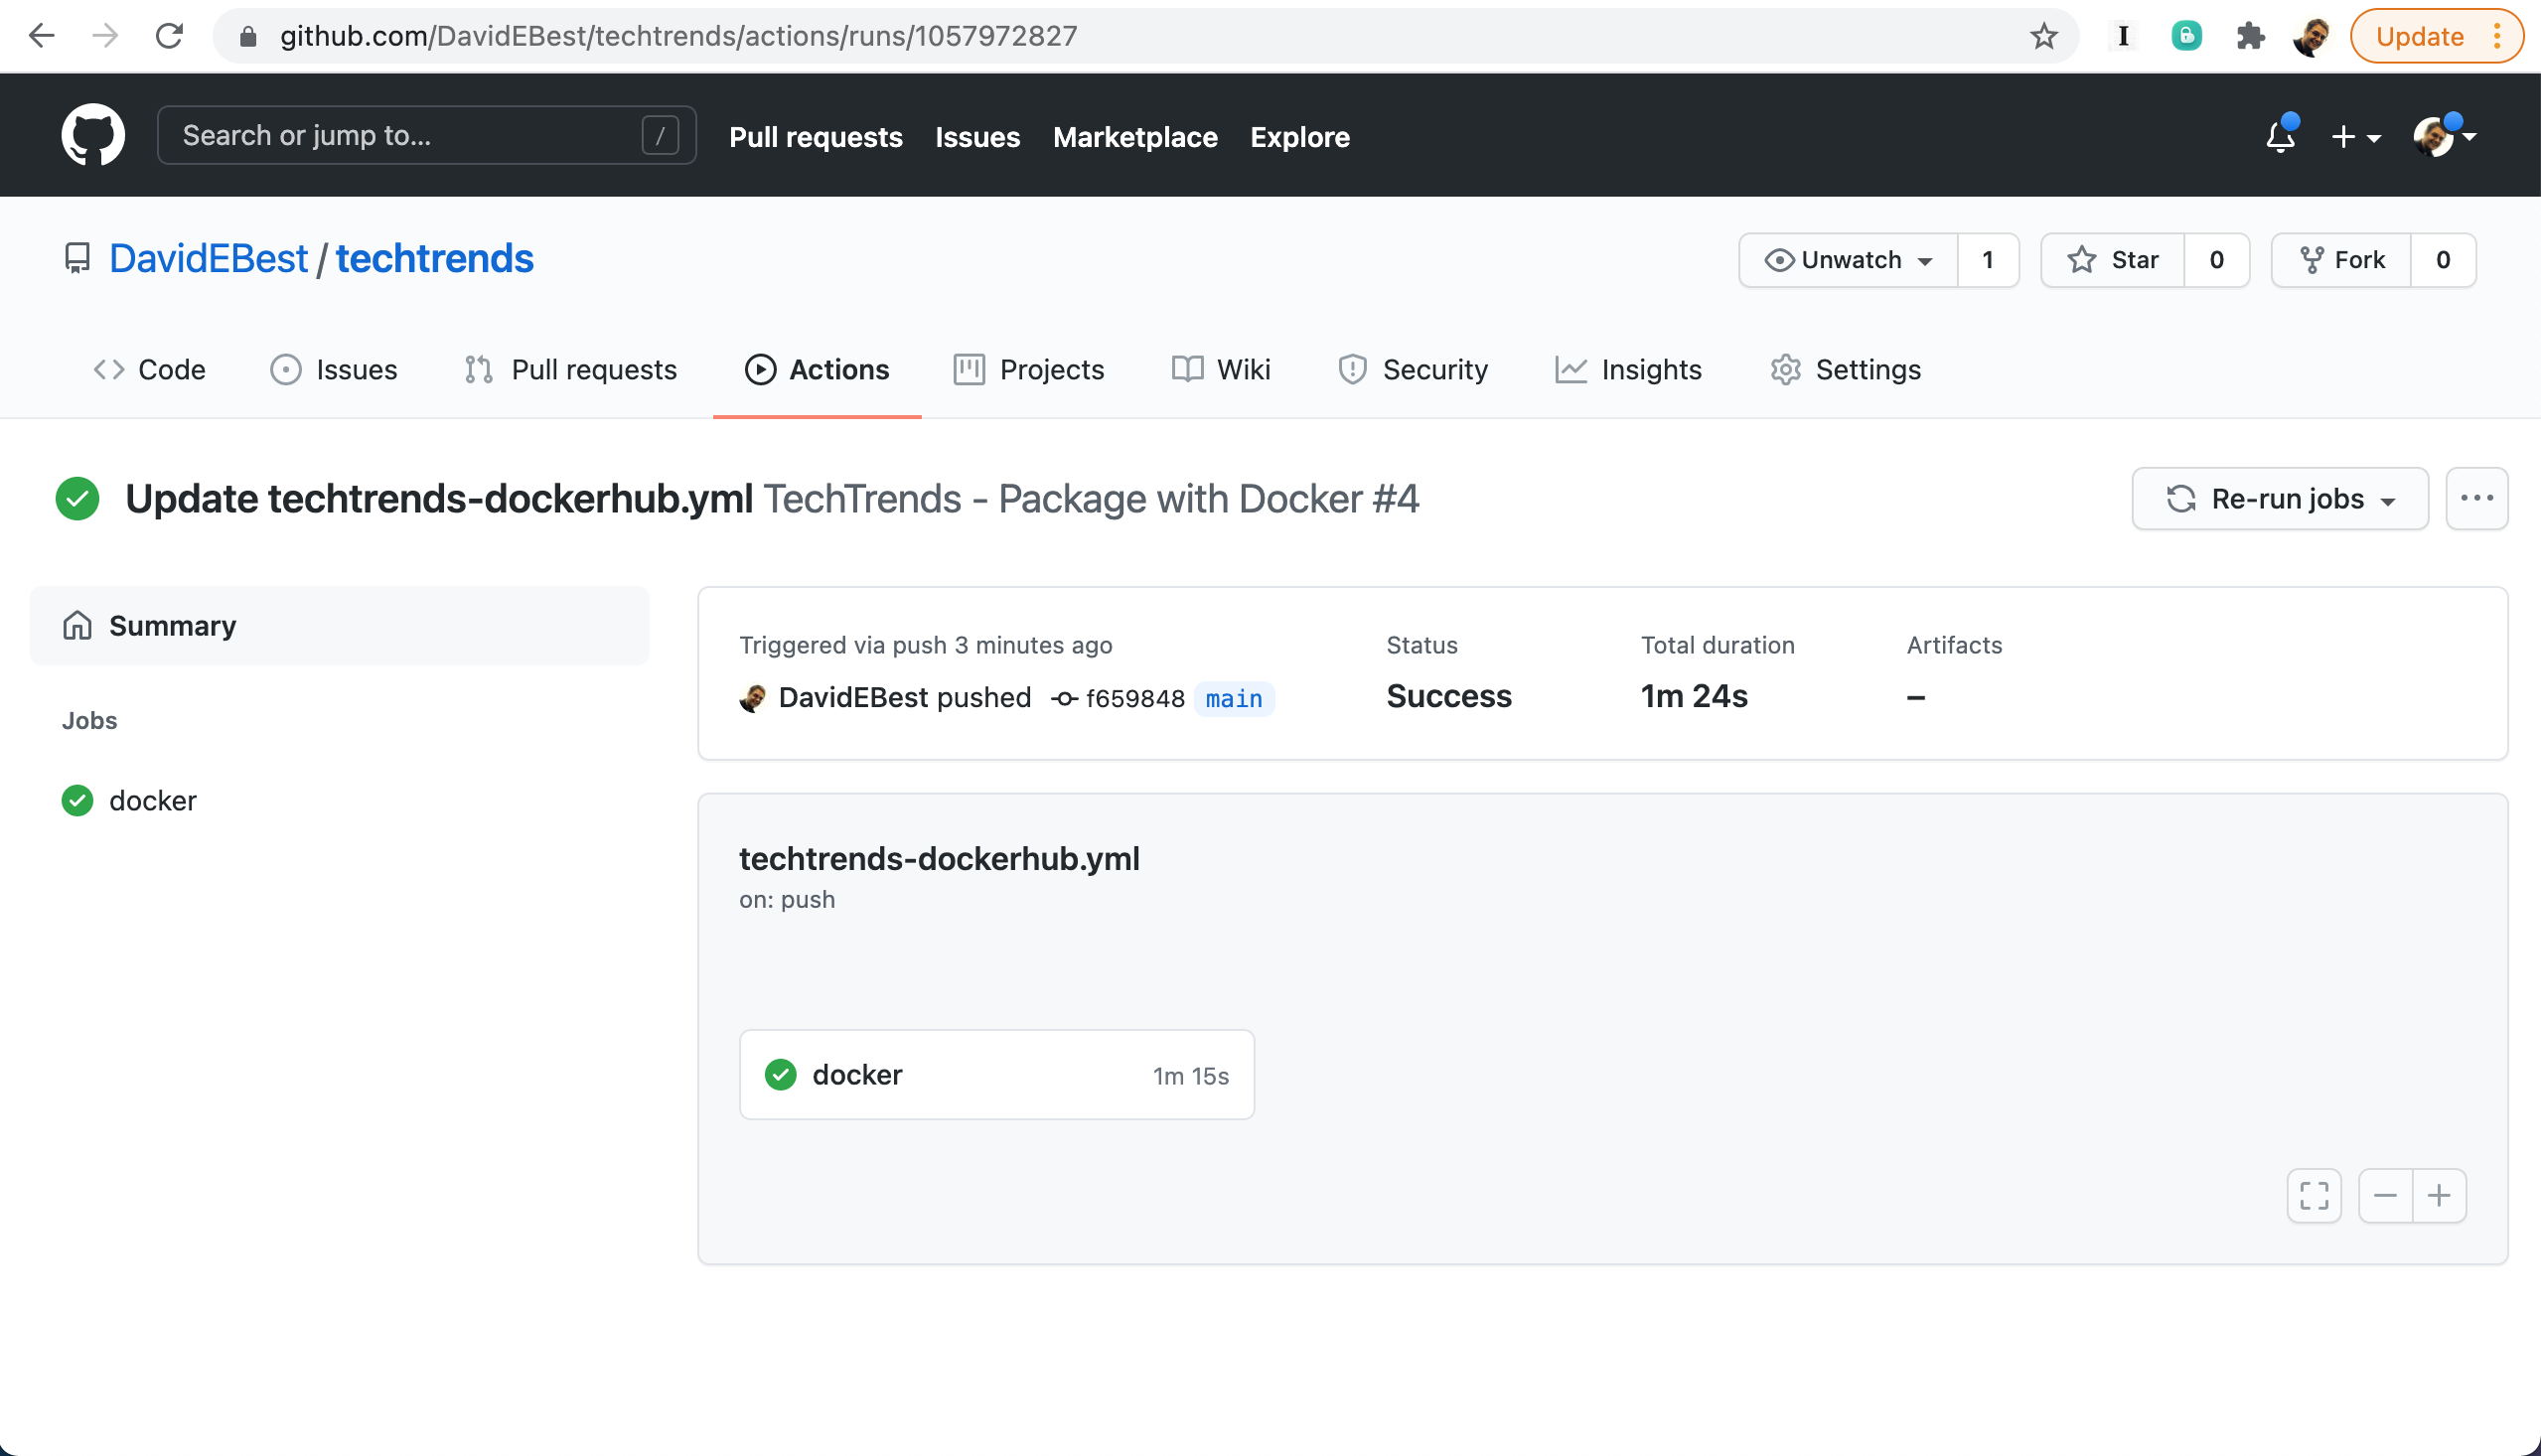 github.com/DavidEBest/techtrends/actions/runs/1057972827
I
Update
Search or jump to...
/
Pull requests
Issues
Marketplace
Explore
DavidEBest / techtrends
Unwatch
1
Star
0
Fork
0
Code
Issues
Pull requests
Actions
Projects
Wiki
Security
Insights
Settings
Update techtrends-dockerhub.yml TechTrends - Package with Docker #4
Re-run jobs
Summary
Jobs
docker
Triggered via push 3 minutes ago
DavidEBest pushed f659848 main
Status
Success
Total duration
1m 24s
Artifacts
–
techtrends-dockerhub.yml
on: push
docker
1m 15s